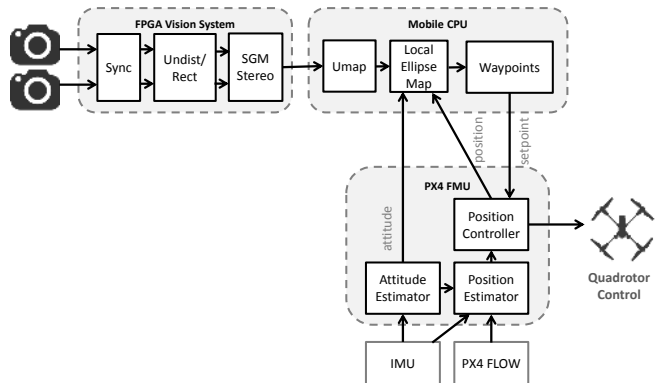 FPGA Vision System
Mobile CPU
Sync
Undist/
Rect
SGM
Stereo
Umap
Local
Ellipse
Map
Waypoints
attitude
position
setpoint
PX4 FMU
Position
Controller
Attitude
Estimator
Position
Estimator
Quadrotor
Control
IMU
PX4 FLOW